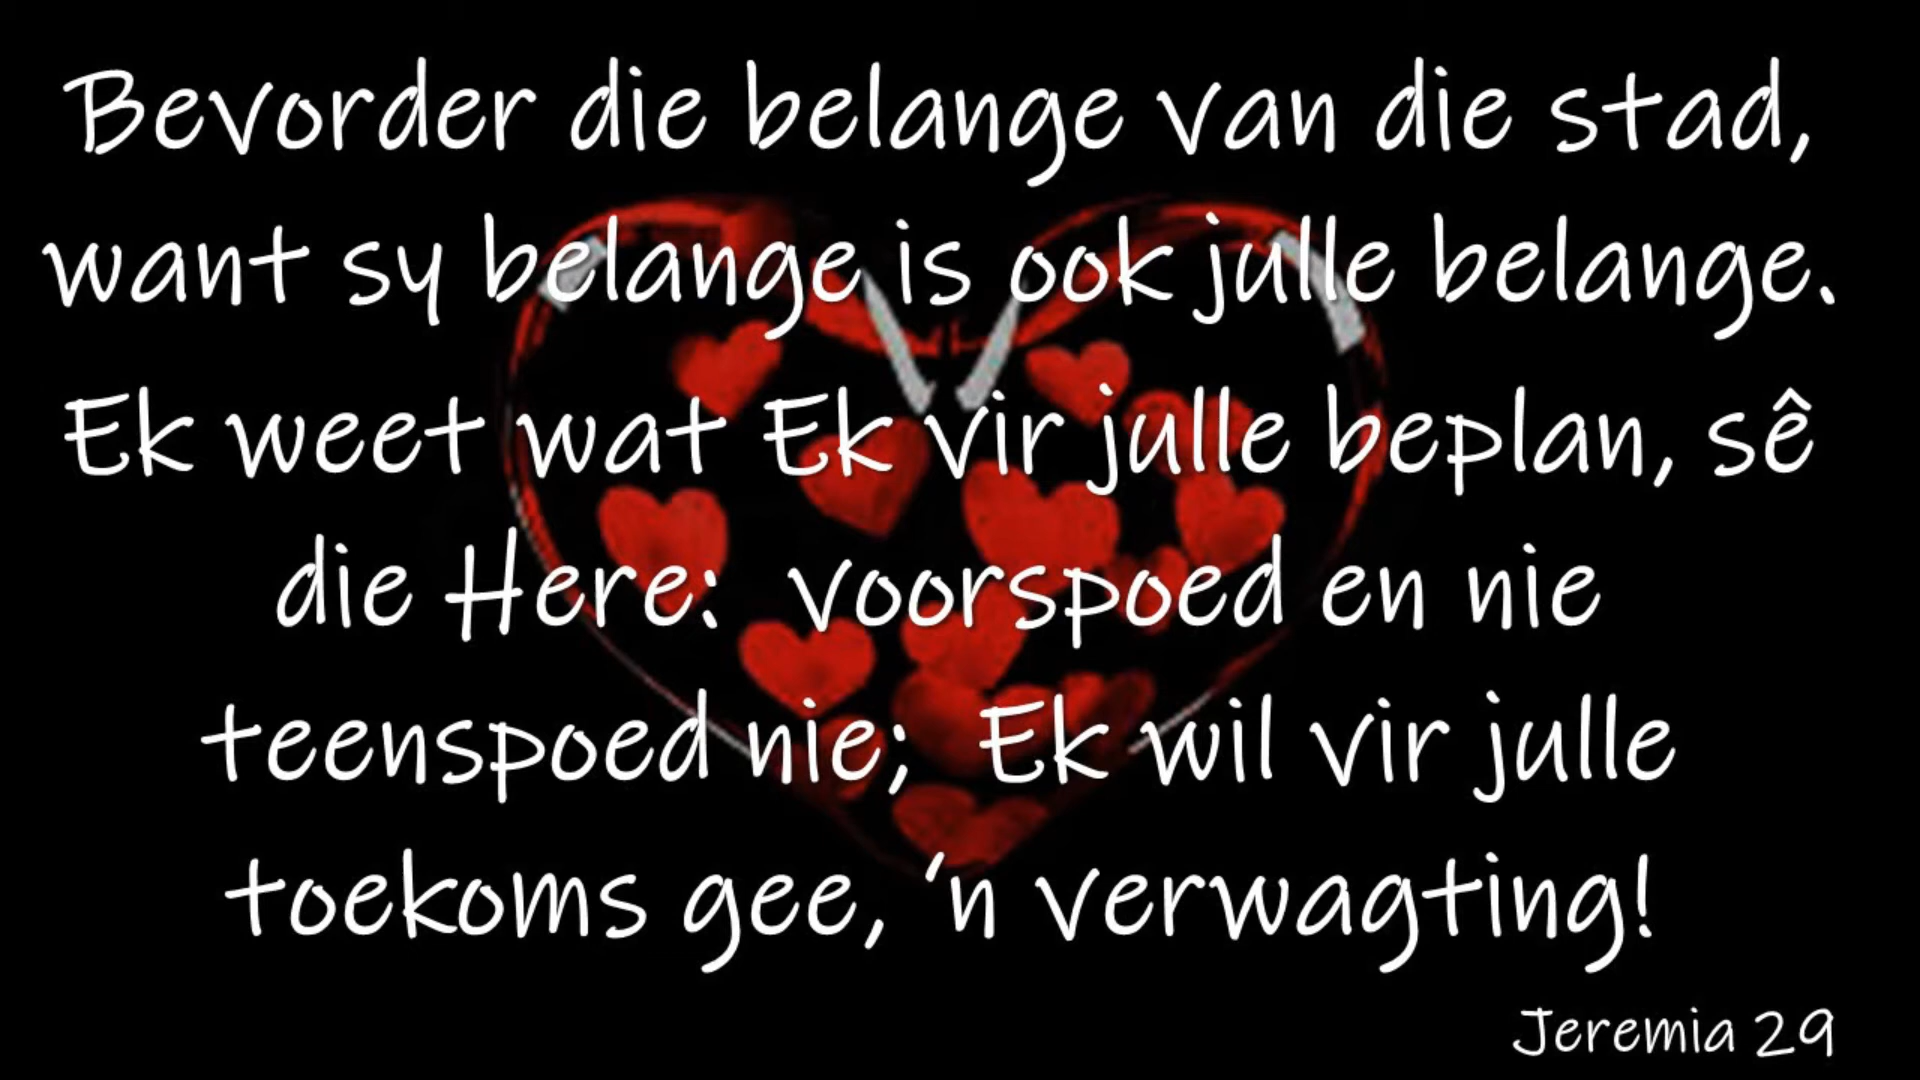 Bevorder die belange van die stad,
want sy belange is ook julle belange.
Ek weet wat Ek vir julle beplan, sê
die Here:  voorspoed en nie
teenspoed nie;  Ek wil vir julle
toekoms gee, ‘n verwagting!
Jeremia 29